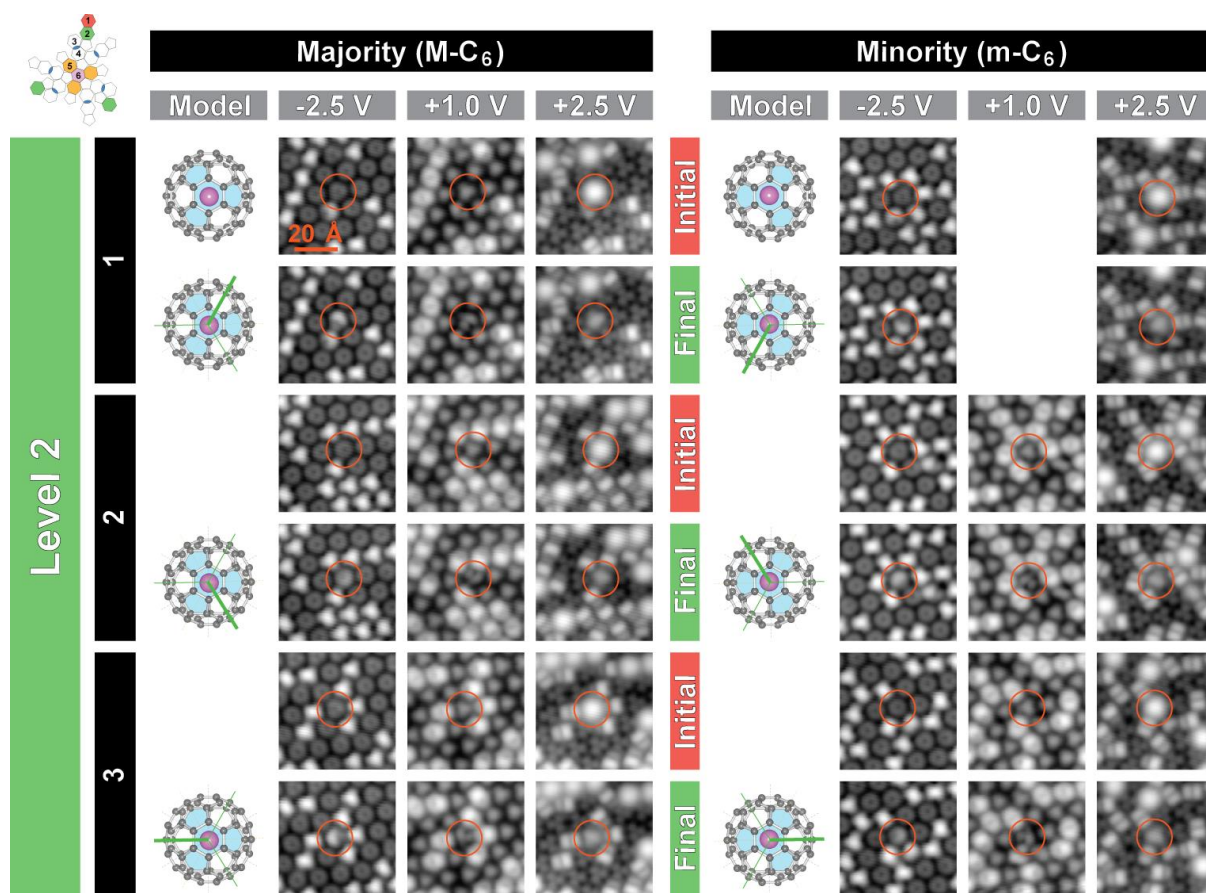 1
2
3
4
5
6
Majority (M-C6)
Minority (m-C6)
Model
-2.5 V
+1.0 V
+2.5 V
Model
-2.5 V
+1.0 V
+2.5 V
Level 2
1
20 Å
Initial
Final
2
Initial
Final
3
Initial
Final